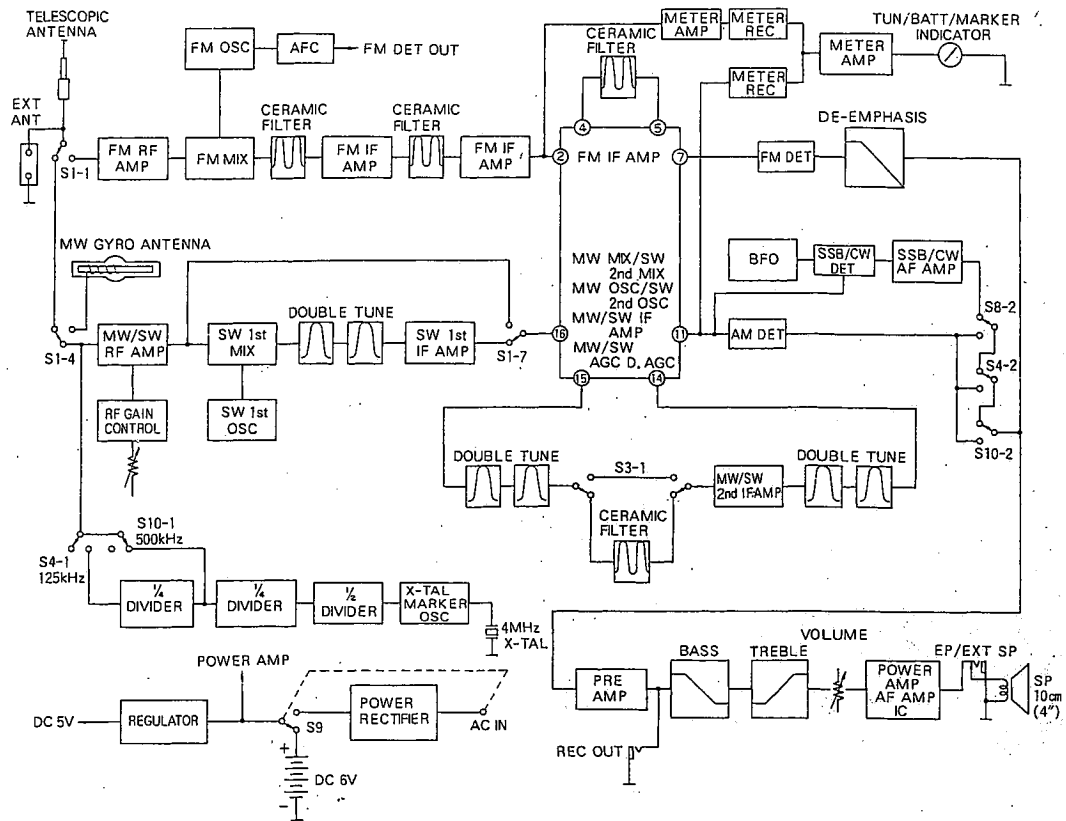 TELESCOPIC
ANTENNA
EXT
ANT
S1-1
FM OSC
AFC
FM DET OUT
FM RF
AMP
FM MIX
CERAMIC
FILTER
FM IF
AMP
CERAMIC
FILTER
FM IF
AMP
CERAMIC
FILTER
METER
AMP
METER
REC
METER
REC
METER
AMP
TUN/BATT/MARKER
INDICATOR
4
5
2
FM IF AMP
7
FM DET
DE-EMPHASIS
MW GYRO ANTENNA
S1-4
MW/SW
RF AMP
SW 1st
MIX
DOUBLE TUNE
SW 1st
IF AMP
S1-7
16
MW MIX/SW
2nd MIX
MW OSC/SW
2nd OSC
MW/SW IF
AMP
MW/SW
AGC D. AGC
11
15
14
BFO
SSB/CW
DET
SSB/CW
AF AMP
AM DET
S8-2
S4-2
S10-2
RF GAIN
CONTROL
SW 1st
OSC
DOUBLE TUNE
S3-1
CERAMIC
FILTER
MW/SW
2nd IF AMP
DOUBLE TUNE
S10-1
500kHz
S4-1
125kHz
¼
DIVIDER
¼
DIVIDER
½
DIVIDER
X-TAL
MARKER
OSC
4MHz
X-TAL
POWER AMP
DC 5V
REGULATOR
S9
POWER
RECTIFIER
AC IN
+
−
DC 6V
PRE
AMP
REC OUT
BASS
TREBLE
VOLUME
POWER
AMP
AF AMP
IC
EP/EXT SP
SP
10cm
(4")